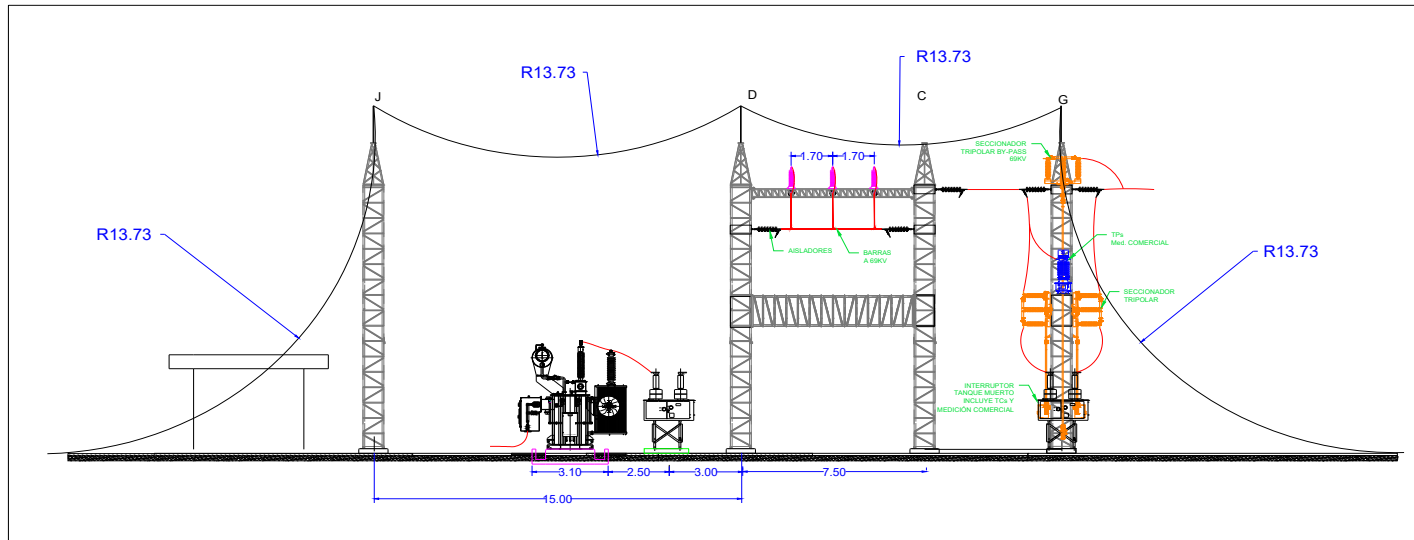 R13.73
R13.73
J
D
C
G
SECCIONADOR
TRIPOLAR BY-PASS
69KV
1.70
1.70
R13.73
TPs
Med. COMERCIAL
AISLADORES
BARRAS
A 69KV
R13.73
SECCIONADOR
TRIPOLAR
INTERRUPTOR
TANQUE MUERTO
INCLUYE TCs Y
MEDICIÓN COMERCIAL
3.10
2.50
3.00
7.50
15.00